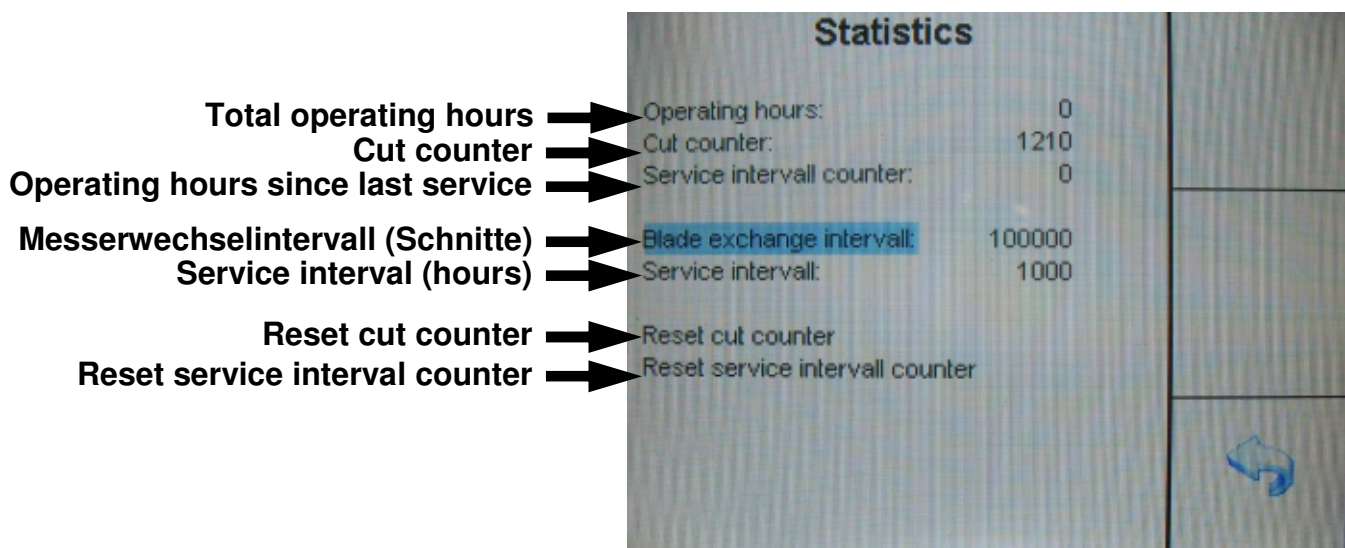 Statistics
Total operating hours Operating hours: 0
Cut counter Cut counter: 1210
Operating hours since last service Service intervall counter: 0
Messerwechselintervall (Schnitte) Blade exchange intervall: 100000
Service interval (hours) Service intervall: 1000
Reset cut counter Reset cut counter
Reset service interval counter Reset service intervall counter